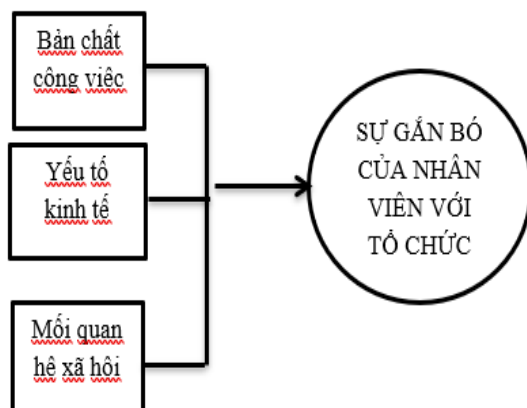 Bản chất
công việc
Yếu tố
kinh tế
Mối quan
hệ xã hội
SỰ GẮN BÓ
CỦA NHÂN
VIÊN VỚI
TỔ CHỨC